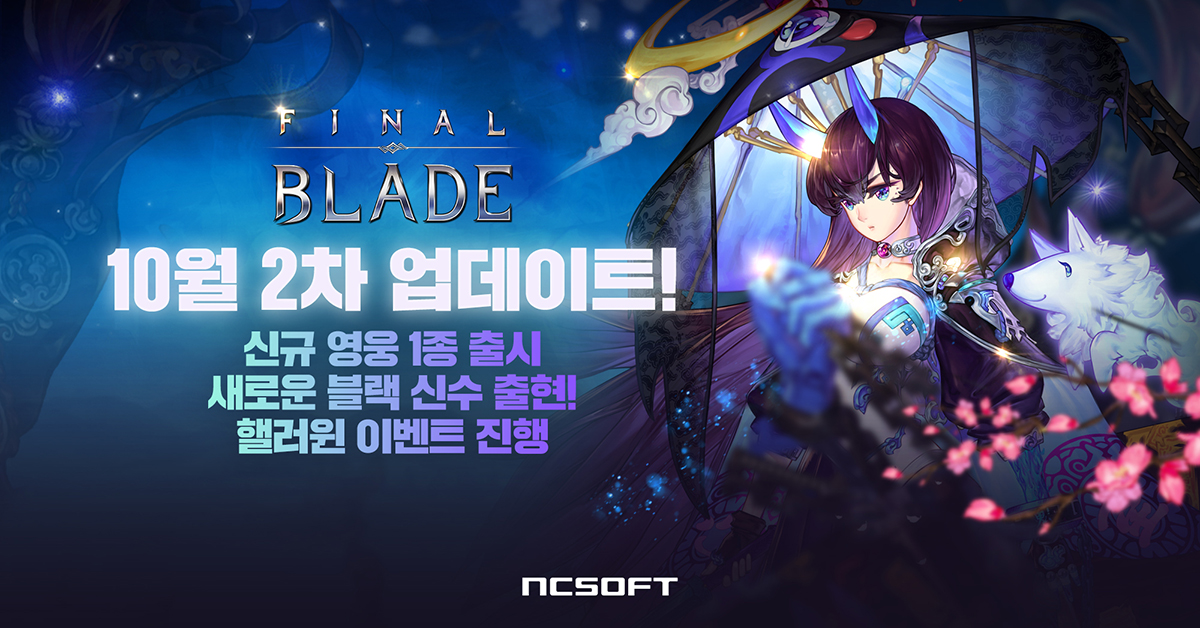 FINAL
BLADE
10월 2차 업데이트!
신규 영웅 1종 출시
새로운 블랙 신수 출현!
핼러윈 이벤트 진행
NCSOFT